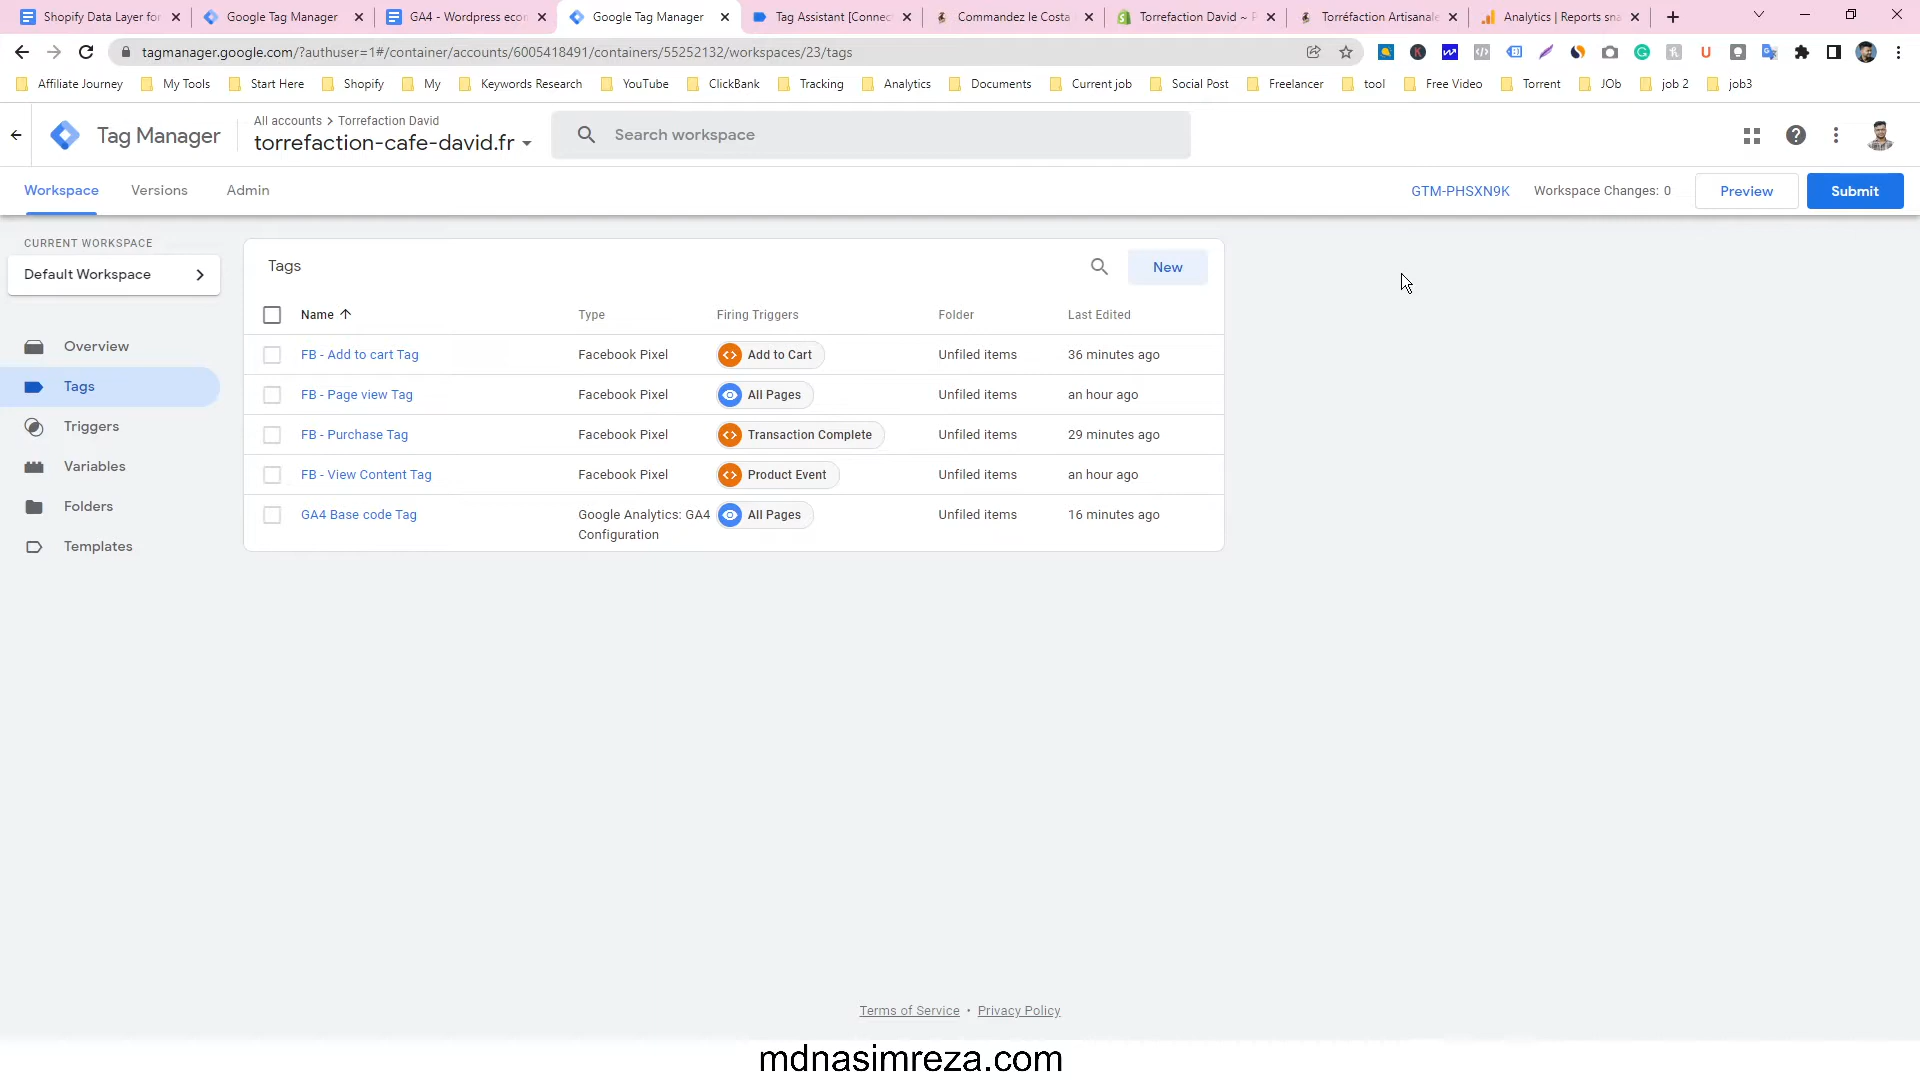 Shopify Data Layer for
Google Tag Manager
GA4 - Wordpress econ
Google Tag Manager
Tag Assistant [Connec
Commandez le Costa
Torrefaction David ~ P
Torréfaction Artisanale
Analytics | Reports sna
tagmanager.google.com/?authuser=1#/container/accounts/6005418491/containers/55252132/workspaces/23/tags
Affiliate Journey
My Tools
Start Here
Shopify
My
Keywords Research
YouTube
ClickBank
Tracking
Analytics
Documents
Current job
Social Post
Freelancer
tool
Free Video
Torrent
JOb
job 2
job3
Tag Manager
All accounts > Torrefaction David
torrefaction-cafe-david.fr
Search workspace
Workspace
Versions
Admin
GTM-PHSXN9K
Workspace Changes: 0
Preview
Submit
CURRENT WORKSPACE
Default Workspace
Overview
Tags
Triggers
Variables
Folders
Templates
Tags
New
Name Type Firing Triggers Folder Last Edited
FB - Add to cart Tag Facebook Pixel Add to Cart Unfiled items 36 minutes ago
FB - Page view Tag Facebook Pixel All Pages Unfiled items an hour ago
FB - Purchase Tag Facebook Pixel Transaction Complete Unfiled items 29 minutes ago
FB - View Content Tag Facebook Pixel Product Event Unfiled items an hour ago
GA4 Base code Tag Google Analytics: GA4 All Pages Unfiled items 16 minutes ago
Configuration
Terms of Service • Privacy Policy
mdnasimreza.com